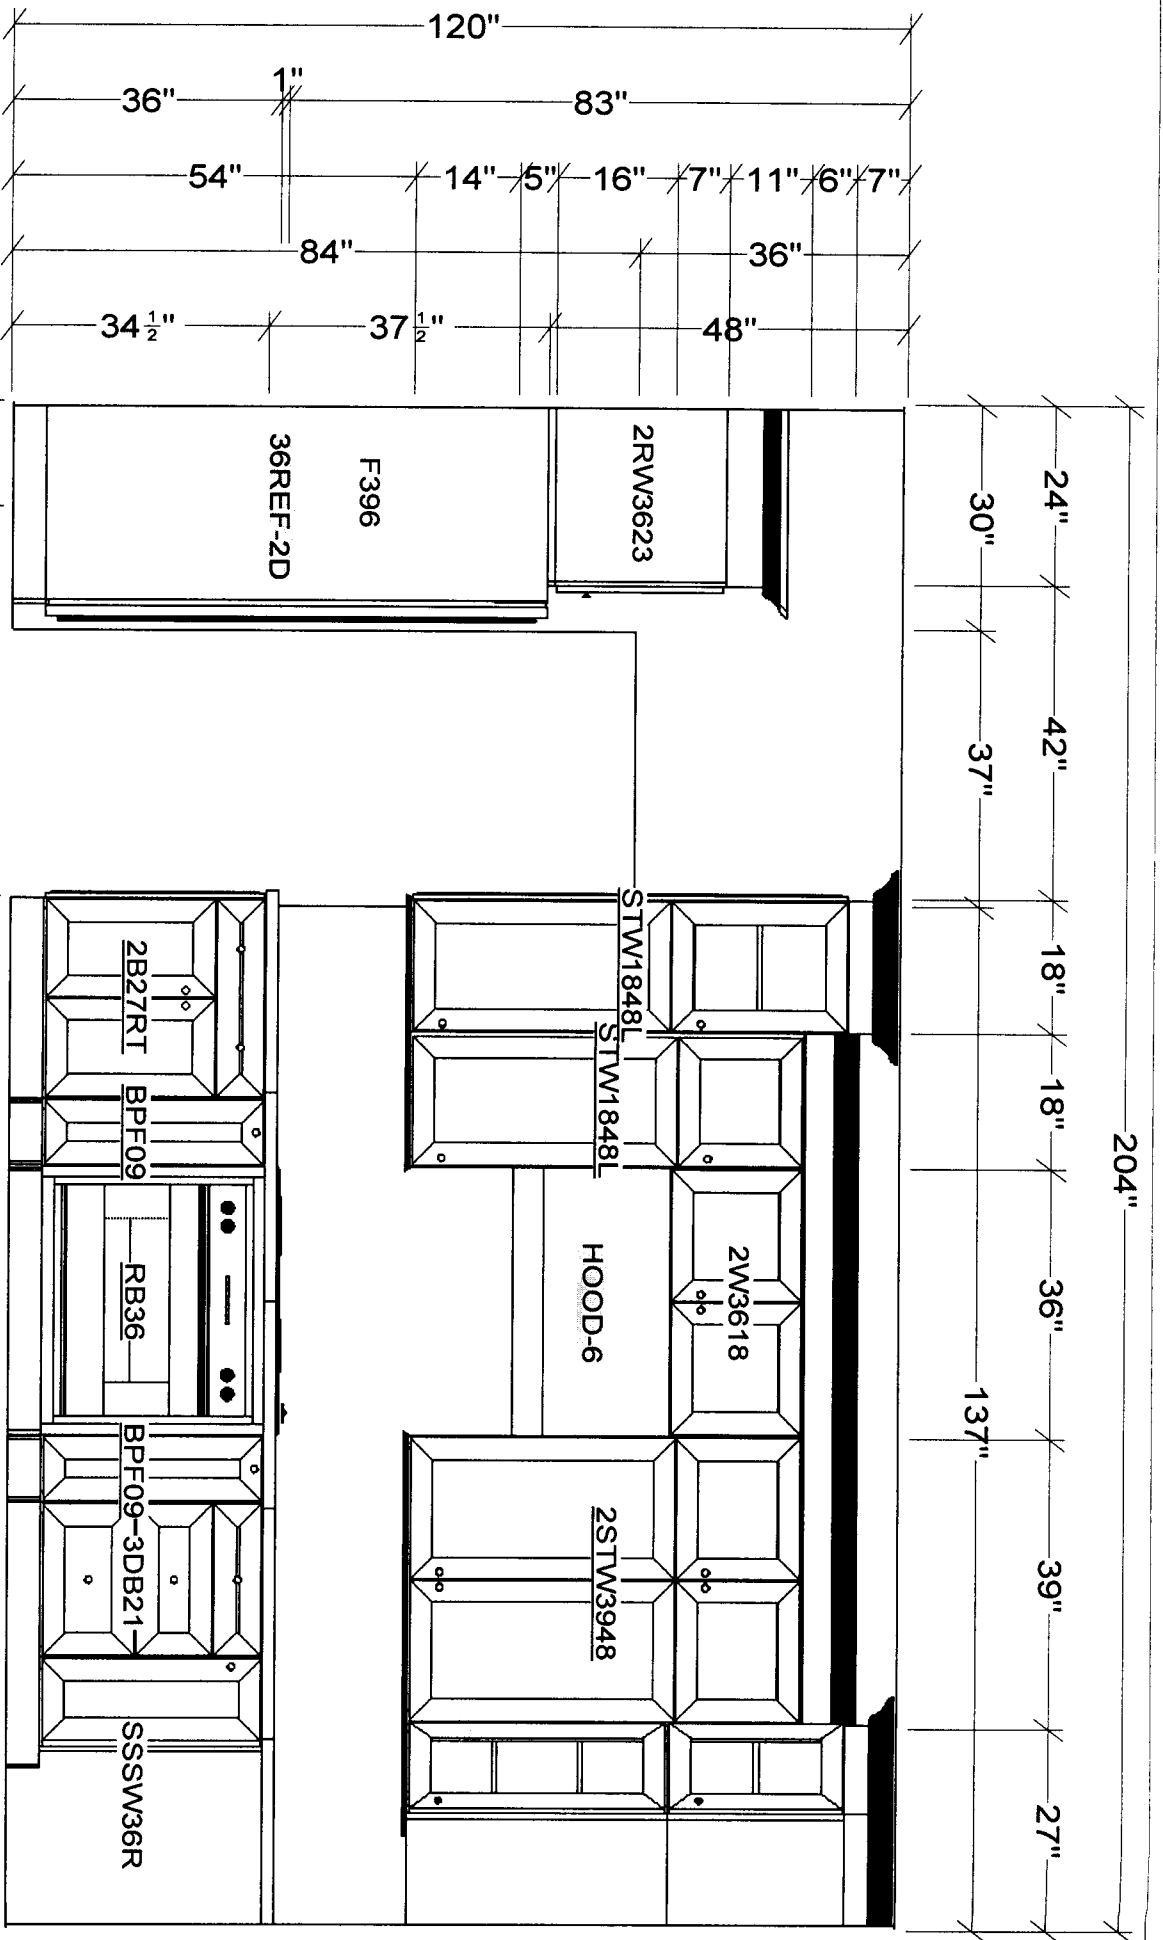 120"
36"
1"
83"
54"
14"
5"
16"
7"
11"
6"
7"
84"
36"
34 1/2"
37 1/2"
48"
204"
24"
42"
18"
18"
36"
39"
27"
30"
37"
137"
2RW3623
F396
36REF-2D
STW1848L
STW1848L
2W3618
HOOD-6
2STW3948
2B27RT
BPF09
RB36
BPF09
3DB21
SSSW36R